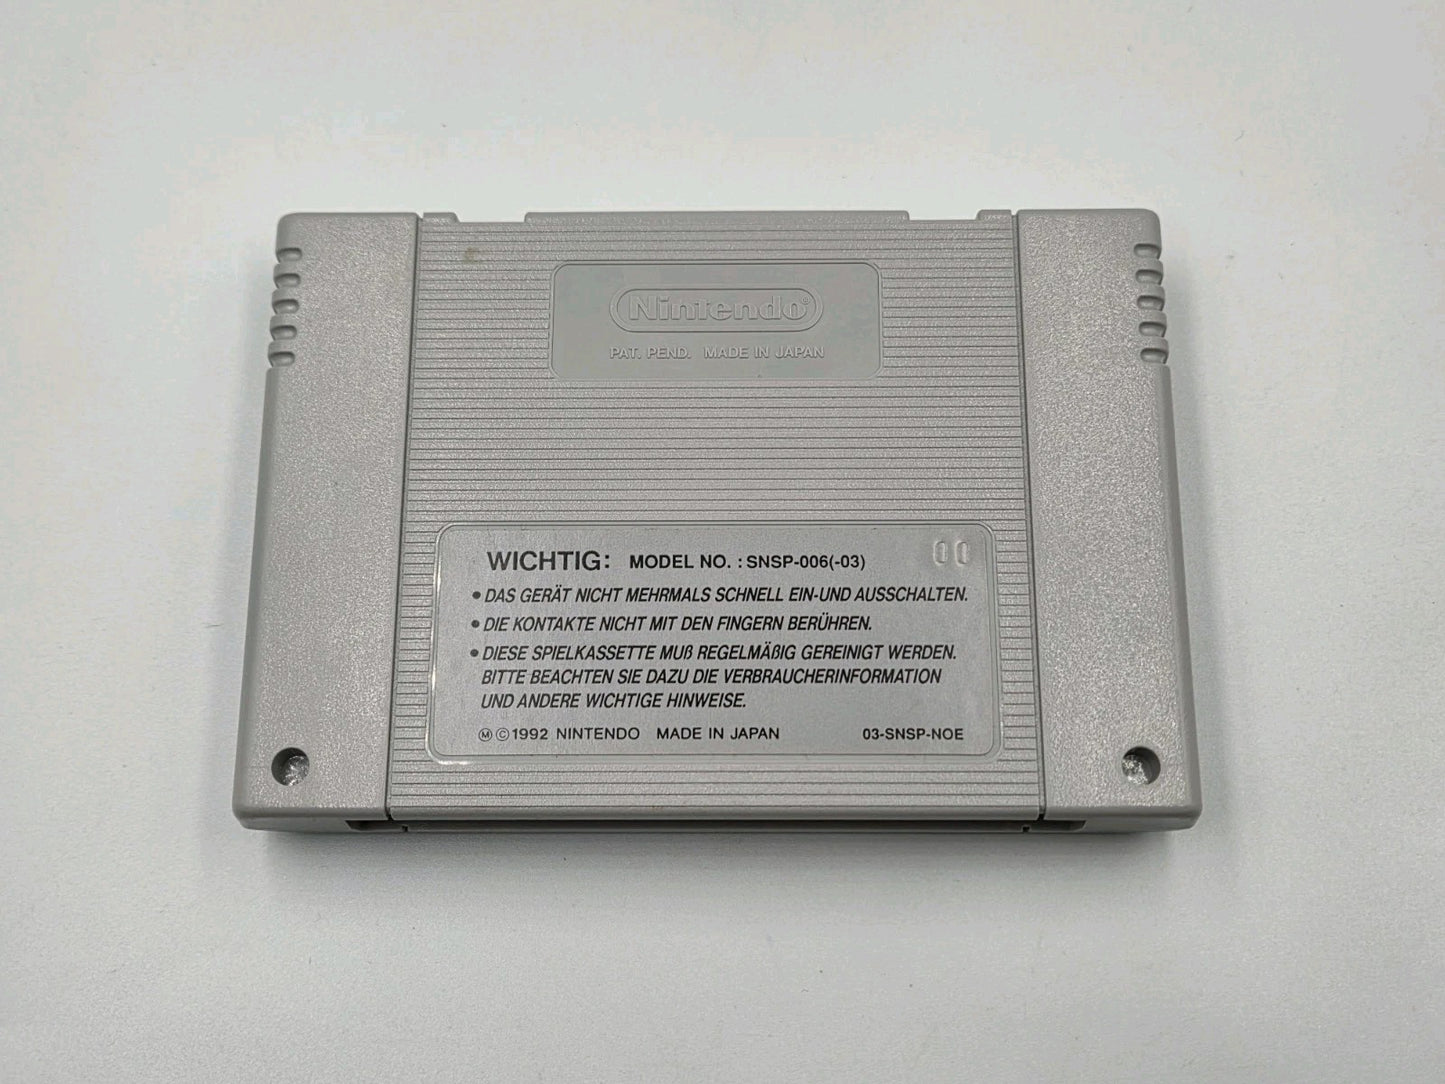 Nintendo®
PAT. PEND. MADE IN JAPAN
WICHTIG: MODEL NO. : SNSP-006(-03) 00
• DAS GERÄT NICHT MEHRMALS SCHNELL EIN-UND AUSSCHALTEN.
• DIE KONTAKTE NICHT MIT DEN FINGERN BERÜHREN.
• DIESE SPIELKASSETTE MUß REGELMÄßIG GEREINIGT WERDEN.
BITTE BEACHTEN SIE DAZU DIE VERBRAUCHERINFORMATION
UND ANDERE WICHTIGE HINWEISE.
Ⓜ©1992 NINTENDO MADE IN JAPAN 03-SNSP-NOE